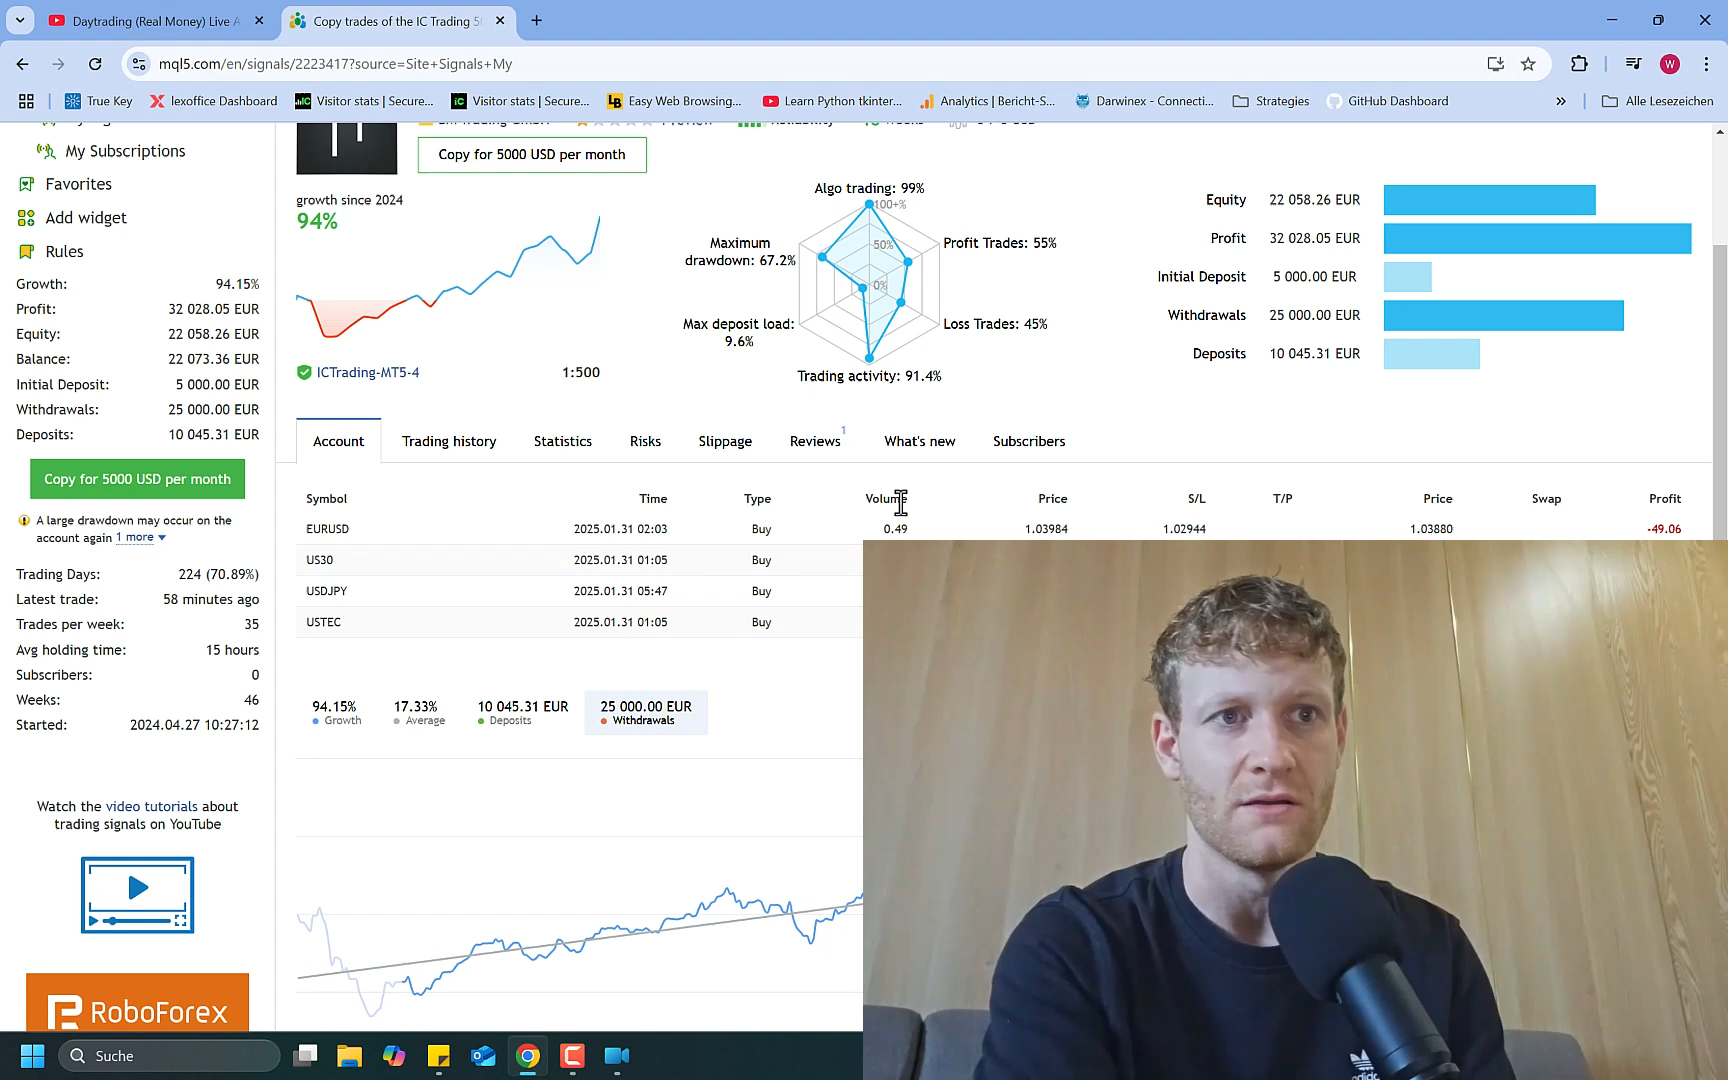 Daytrading (Real Money) Live A
Copy trades of the IC Trading 5
mql5.com/en/signals/2223417?source=Site+Signals+My
W
True Key
lexoffice Dashboard
Visitor stats | Secure...
Visitor stats | Secure...
Easy Web Browsing...
Learn Python tkinter...
Analytics | Bericht-S...
Darwinex - Connecti...
Strategies
GitHub Dashboard
Alle Lesezeichen
My Subscriptions
Favorites
Add widget
Rules
Growth: 94.15%
Profit: 32 028.05 EUR
Equity: 22 058.26 EUR
Balance: 22 073.36 EUR
Initial Deposit: 5 000.00 EUR
Withdrawals: 25 000.00 EUR
Deposits: 10 045.31 EUR
Copy for 5000 USD per month
A large drawdown may occur on the
account again 1 more
Trading Days: 224 (70.89%)
Latest trade: 58 minutes ago
Trades per week: 35
Avg holding time: 15 hours
Subscribers: 0
Weeks: 46
Started: 2024.04.27 10:27:12
Watch the video tutorials about
trading signals on YouTube
RoboForex
Copy for 5000 USD per month
growth since 2024
94%
ICTrading-MT5-4 1:500
Algo trading: 99%
100+%
50%
0%
Profit Trades: 55%
Loss Trades: 45%
Trading activity: 91.4%
Max deposit load:
9.6%
Maximum
drawdown: 67.2%
Equity 22 058.26 EUR
Profit 32 028.05 EUR
Initial Deposit 5 000.00 EUR
Withdrawals 25 000.00 EUR
Deposits 10 045.31 EUR
Account Trading history Statistics Risks Slippage Reviews 1 What's new Subscribers
Symbol Time Type Volume Price S/L T/P Price Swap Profit
EURUSD 2025.01.31 02:03 Buy 0.49 1.03984 1.02944 1.03880 -49.06
US30 2025.01.31 01:05 Buy
USDJPY 2025.01.31 05:47 Buy
USTEC 2025.01.31 01:05 Buy
94.15% 17.33% 10 045.31 EUR 25 000.00 EUR
Growth Average Deposits Withdrawals
Suche
adidas